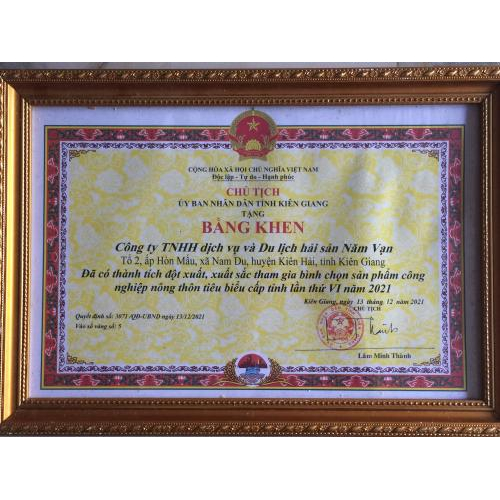 CỘNG HÒA XÃ HỘI CHỦ NGHĨA VIỆT NAM
Độc lập - Tự do - Hạnh phúc
CHỦ TỊCH
ỦY BAN NHÂN DÂN TỈNH KIÊN GIANG
TẶNG
BẰNG KHEN
Công ty TNHH dịch vụ và Du lịch hải sản Năm Vạn
Tổ 2, ấp Hòn Mấu, xã Nam Du, huyện Kiên Hải, tỉnh Kiên Giang
Đã có thành tích đột xuất, xuất sắc tham gia bình chọn sản phẩm công
nghiệp nông thôn tiêu biểu cấp tỉnh lần thứ VI năm 2021
Kiên Giang, ngày 13 tháng 12 năm 2021
Quyết định số: 3071/QĐ-UBND ngày 13/12/2021
CHỦ TỊCH
Vào sổ vàng số: 5
Lâm Minh Thành